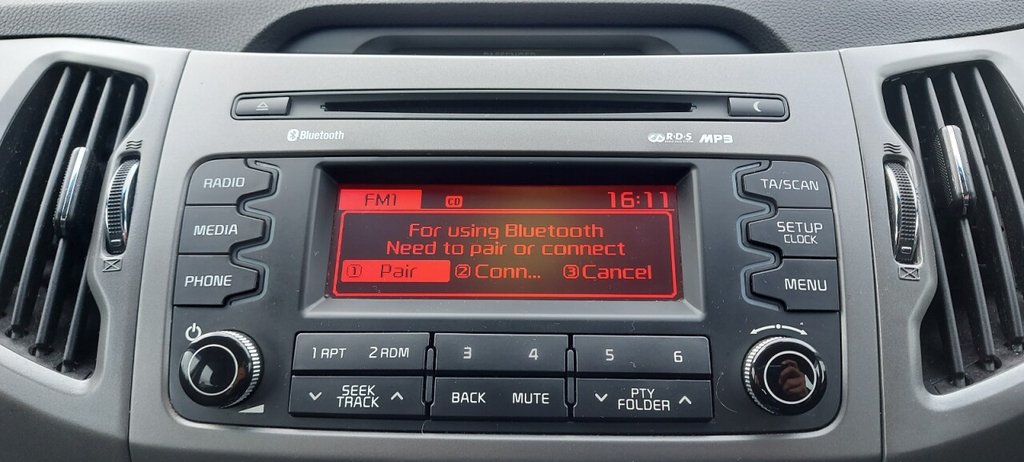 PASSENGER
Bluetooth
R·D·S MP3
RADIO
MEDIA
PHONE
FM1 CD 16:11
For using Bluetooth
Need to pair or connect
① Pair ② Conn... ③ Cancel
TA/SCAN
SETUP
CLOCK
MENU
1 RPT 2 RDM 3 4 5 6
SEEK
TRACK
BACK MUTE
PTY
FOLDER